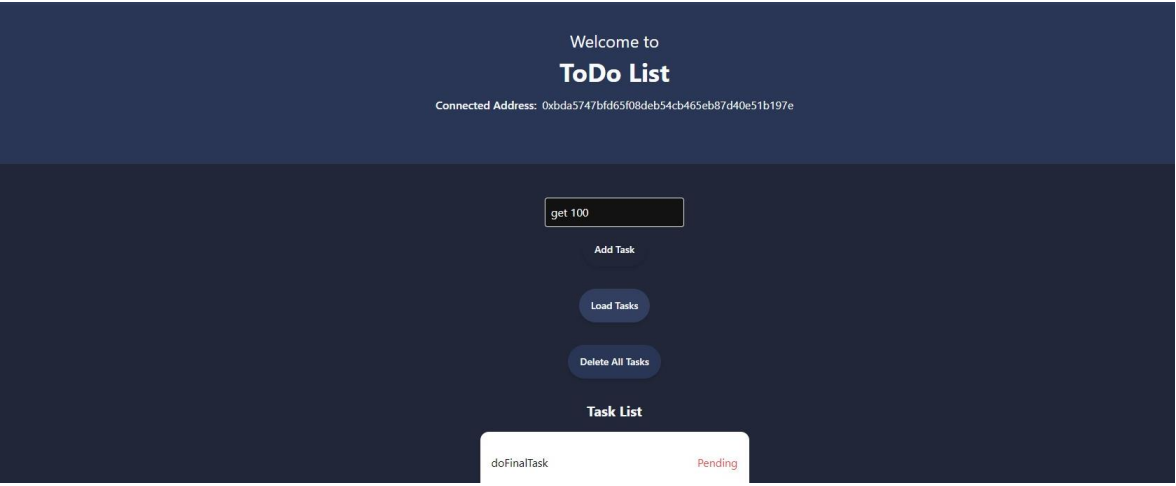 Welcome to
ToDo List
Connected Address: 0xbda5747bfd65f08deb54cb465eb87d40e51b197e
get 100
Add Task
Load Tasks
Delete All Tasks
Task List
doFinalTask Pending